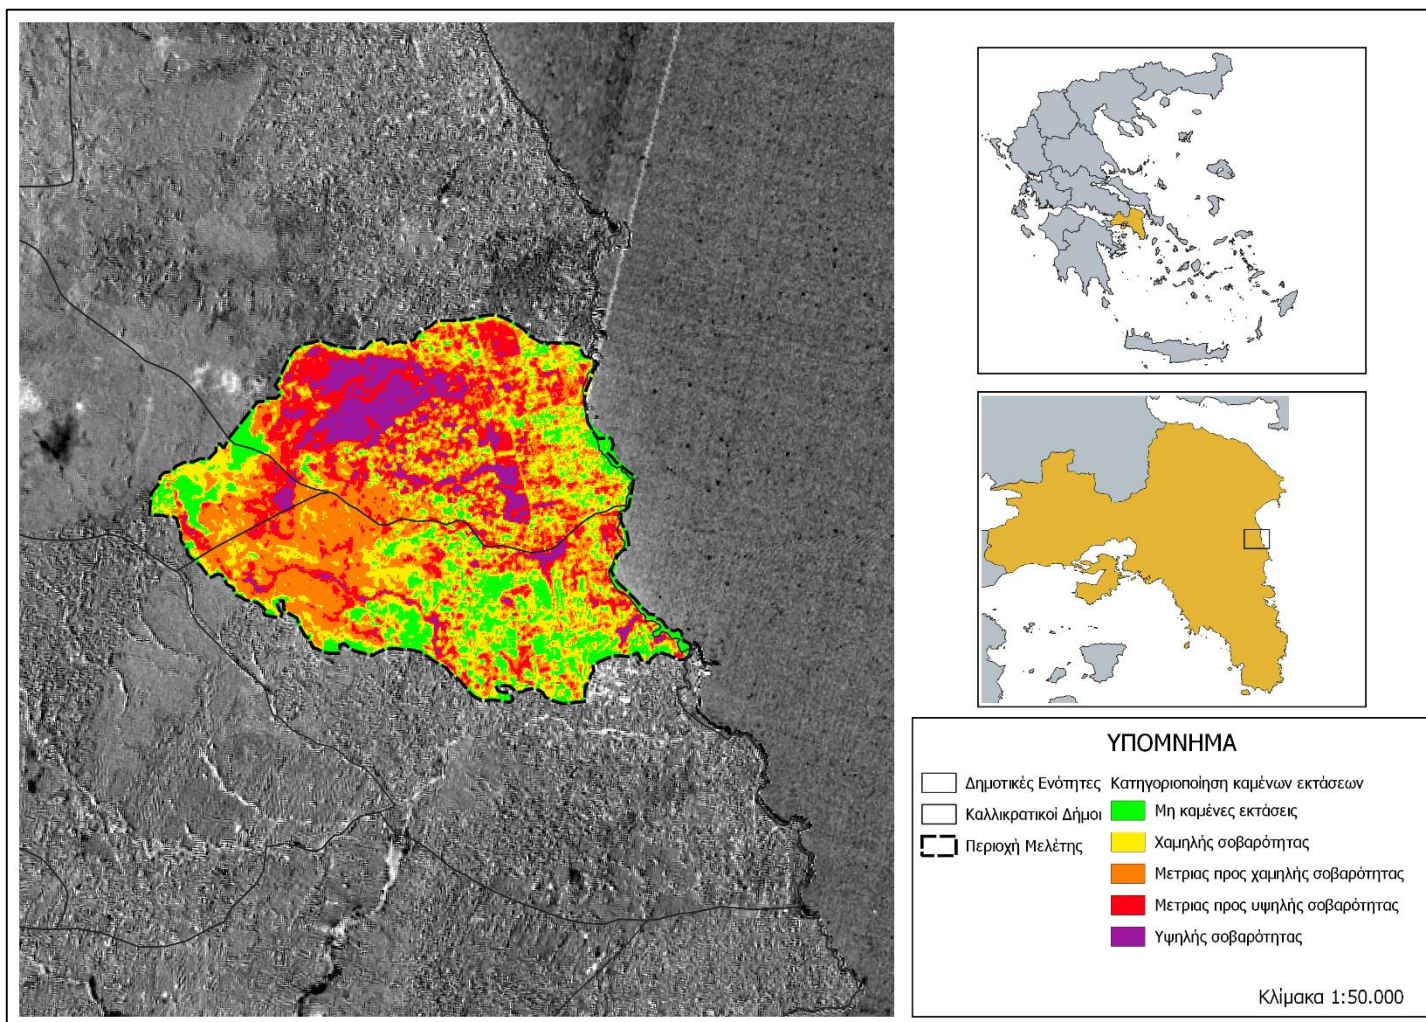 ΥΠΟΜΝΗΜΑ
Δημοτικές Ενότητες
Καλλικρατικοί Δήμοι
Περιοχή Μελέτης
Κατηγοριοποίηση καμένων εκτάσεων
Μη καμένες εκτάσεις
Χαμηλής σοβαρότητας
Μετριας προς χαμηλής σοβαρότητας
Μετριας προς υψηλής σοβαρότητας
Υψηλής σοβαρότητας
Κλίμακα 1:50.000